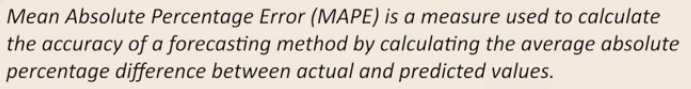 Mean Absolute Percentage Error (MAPE) is a measure used to calculate
the accuracy of a forecasting method by calculating the average absolute
percentage difference between actual and predicted values.